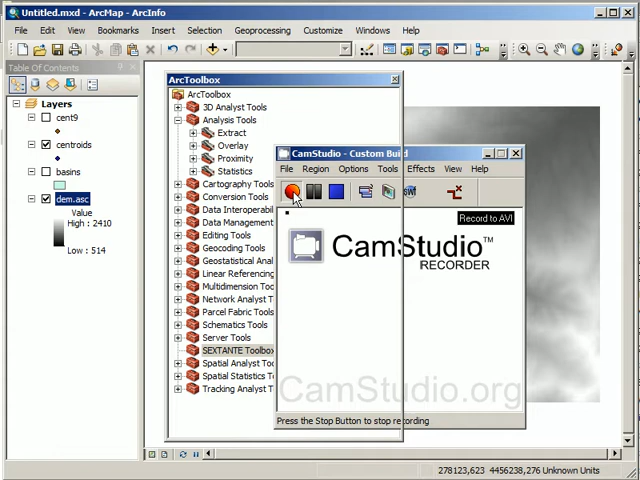 Untitled.mxd - ArcMap - ArcInfo
File Edit View Bookmarks Insert Selection Geoprocessing Customize Windows Help
Table Of Contents
Layers
cent9
centroids
basins
dem.asc
Value
High : 2410
Low : 514
ArcToolbox
ArcToolbox
3D Analyst Tools
Analysis Tools
Extract
Overlay
Proximity
Statistics
Cartography Tools
Conversion Tools
Data Interoperabil
Data Management
Editing Tools
Geocoding Tools
Geostatistical Anal
Linear Referencing
Multidimension Tool
Network Analyst T
Parcel Fabric Tools
Schematics Tools
Server Tools
SEXTANTE Toolbox
Spatial Analyst Too
Spatial Statistics To
Tracking Analyst T
CamStudio - Custom Build
File Region Options Tools Effects View Help
Record to AVI
CamStudio™
RECORDER
CamStudio.org
Press the Stop Button to stop recording
278123,623 4456238,276 Unknown Units